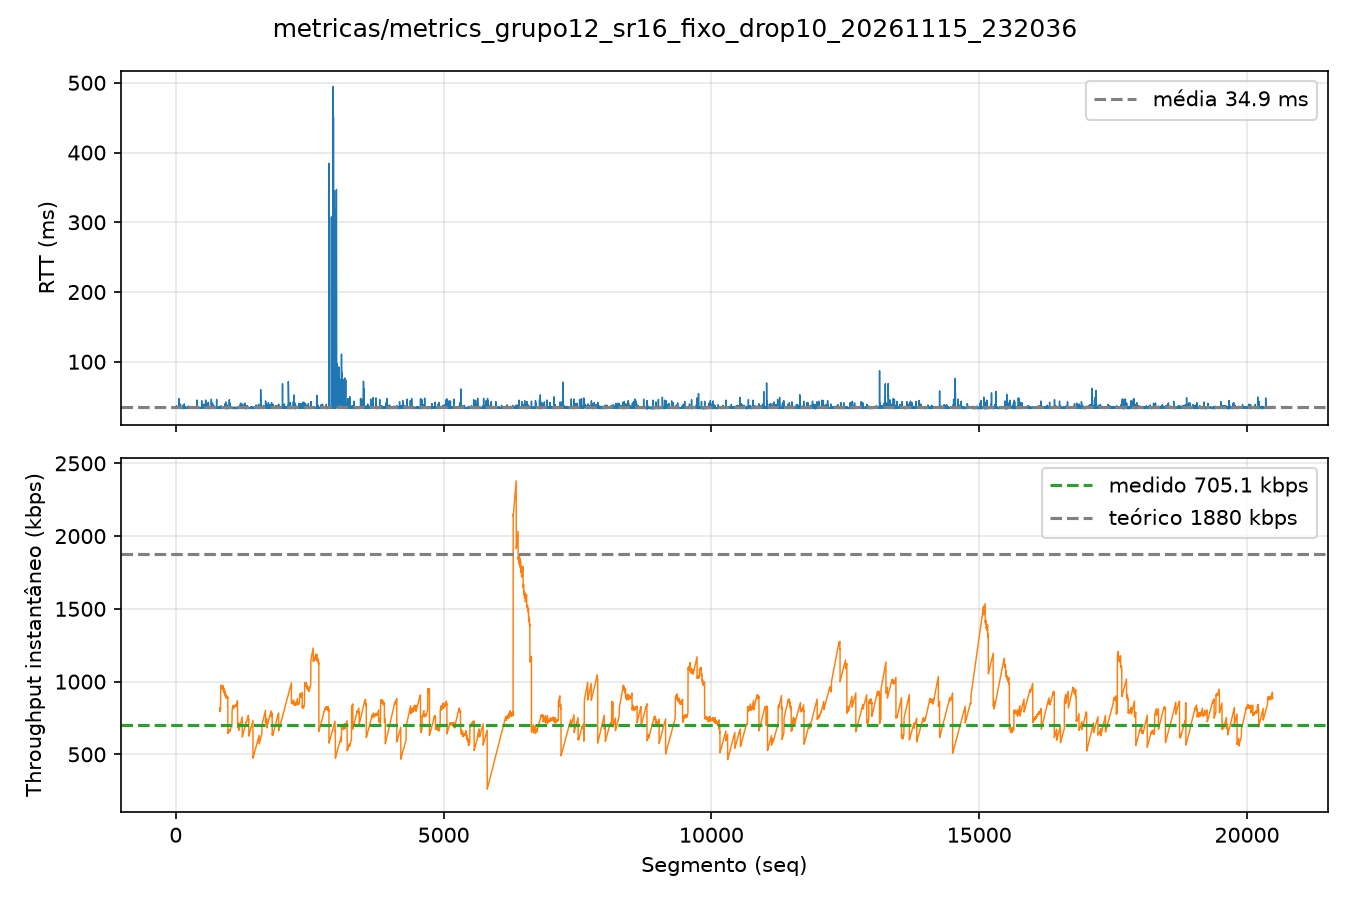 metricas/metrics_grupo12_sr16_fixo_drop10_20261115_232036
500
400
300
200
100
RTT (ms)
média 34.9 ms
2500
2000
1500
1000
500
Throughput instantâneo (kbps)
medido 705.1 kbps
teórico 1880 kbps
0 5000 10000 15000 20000
Segmento (seq)